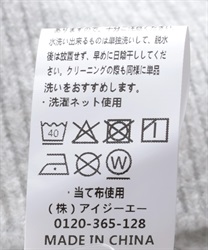 水洗い出来るものは単独洗いして、脱水
後は放置せず、早めに日陰干ししてくださ
い。クリーニングの際も同様に単品
洗いをおすすめします。
・洗濯ネット使用
40
W
・当て布使用
(株)アイジーエー
0120-365-128
MADE IN CHINA